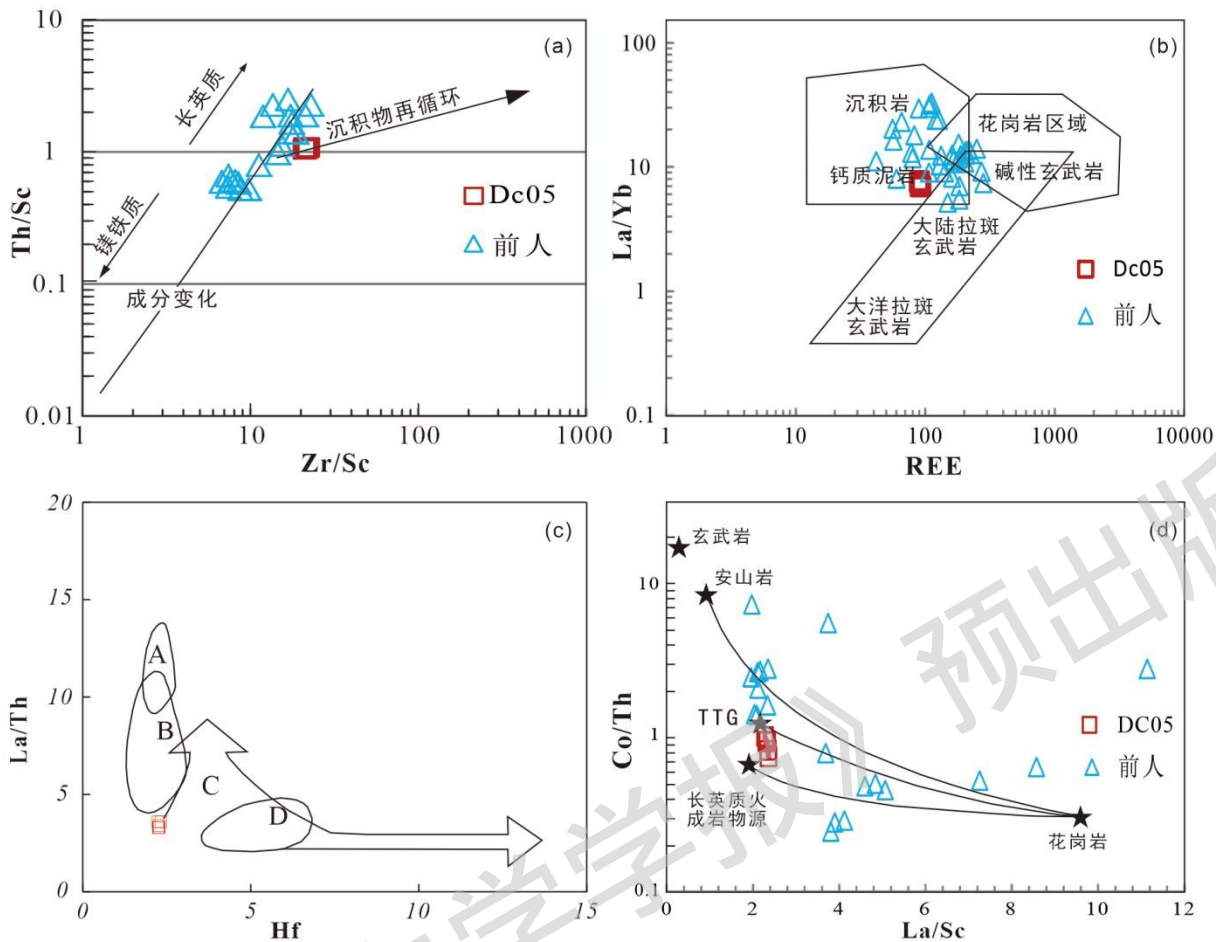 (a)
10
1
0.1
0.01
Th/Sc
长英质
镁铁质
成分变化
沉积物再循环
Dc05
前人
1
10
100
1000
Zr/Sc
(b)
100
10
1
0.1
La/Yb
沉积岩
花岗岩区域
钙质泥岩
碱性玄武岩
大陆拉斑
玄武岩
大洋拉斑
玄武岩
Dc05
前人
1
10
100
1000
10000
REE
(c)
20
15
10
5
0
La/Th
A
B
C
D
0
5
10
15
Hf
(d)
10
1
0.1
Co/Th
玄武岩
安山岩
TTG
长英质火
成岩物源
花岗岩
DC05
前人
0
2
4
6
8
10
12
La/Sc
学学报》预出版